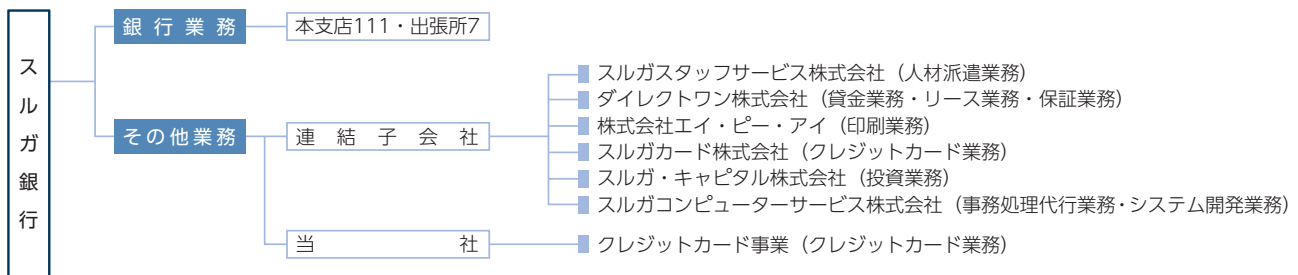 スルガ銀行
銀行業務
本支店111・出張所7
その他業務
連結子会社
スルガスタッフサービス株式会社（人材派遣業務）
ダイレクトワン株式会社（貸金業務・リース業務・保証業務）
株式会社エイ・ピー・アイ（印刷業務）
スルガカード株式会社（クレジットカード業務）
スルガ・キャピタル株式会社（投資業務）
スルガコンピューターサービス株式会社（事務処理代行業務・システム開発業務）
当社
クレジットカード事業（クレジットカード業務）